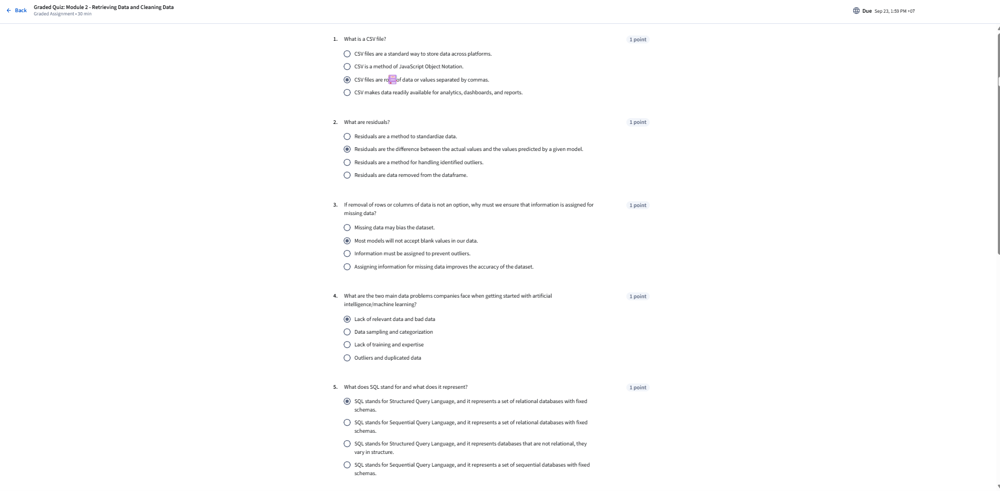 Back
Graded Quiz: Module 2 - Retrieving Data and Cleaning Data
Graded Assignment • 30 min
Due Sep 23, 1:59 PM +07
1. What is a CSV file? 1 point
CSV files are a standard way to store data across platforms.
CSV is a method of JavaScript Object Notation.
CSV files are of data or values separated by commas.
CSV makes data readily available for analytics, dashboards, and reports.
2. What are residuals? 1 point
Residuals are a method to standardize data.
Residuals are the difference between the actual values and the values predicted by a given model.
Residuals are a method for handling identified outliers.
Residuals are data removed from the dataframe.
3. If removal of rows or columns of data is not an option, why must we ensure that information is assigned for 1 point
missing data?
Missing data may bias the dataset.
Most models will not accept blank values in our data.
Information must be assigned to prevent outliers.
Assigning information for missing data improves the accuracy of the dataset.
4. What are the two main data problems companies face when getting started with artificial 1 point
intelligence/machine learning?
Lack of relevant data and bad data
Data sampling and categorization
Lack of training and expertise
Outliers and duplicated data
5. What does SQL stand for and what does it represent? 1 point
SQL stands for Structured Query Language, and it represents a set of relational databases with fixed
schemas.
SQL stands for Sequential Query Language, and it represents a set of relational databases with fixed
schemas.
SQL stands for Structured Query Language, and it represents databases that are not relational, they
vary in structure.
SQL stands for Sequential Query Language, and it represents a set of sequential databases with fixed
schemas.